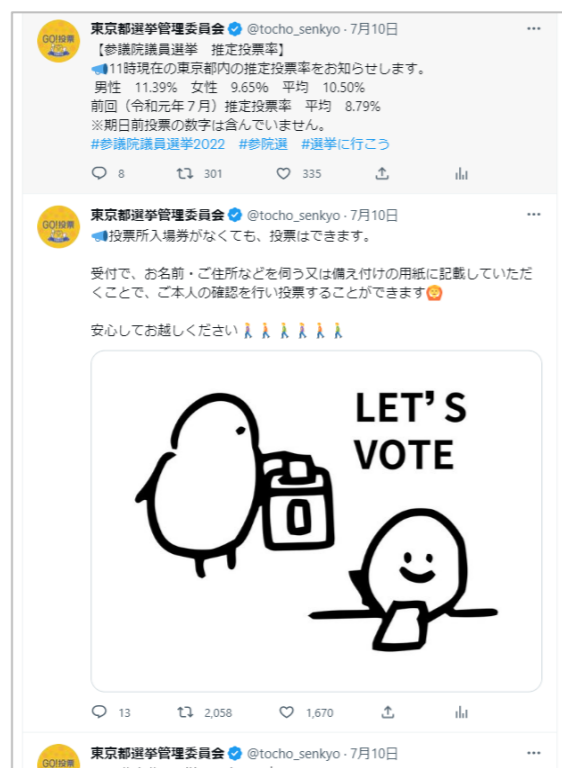 東京都選挙管理委員会 @tocho_senkyo · 7月10日
【参議院議員選挙　推定投票率】
📣11時現在の東京都内の推定投票率をお知らせします。
男性　11.39%　女性　9.65%　平均　10.50%
前回（令和元年７月）推定投票率　平均　8.79%
※期日前投票の数字は含んでいません。
#参議院議員選挙2022　#参院選　#選挙に行こう
8 301 335
GO!投票
東京都選挙管理委員会 @tocho_senkyo · 7月10日
📣投票所入場券がなくても、投票はできます。
受付で、お名前・ご住所などを伺う又は備え付けの用紙に記載していただ
くことで、ご本人の確認を行い投票することができます🙆
安心してお越しください🚶🚶🚶🚶🚶🚶
LET'S
VOTE
13 2,058 1,670
東京都選挙管理委員会 @tocho_senkyo · 7月10日
GO!投票